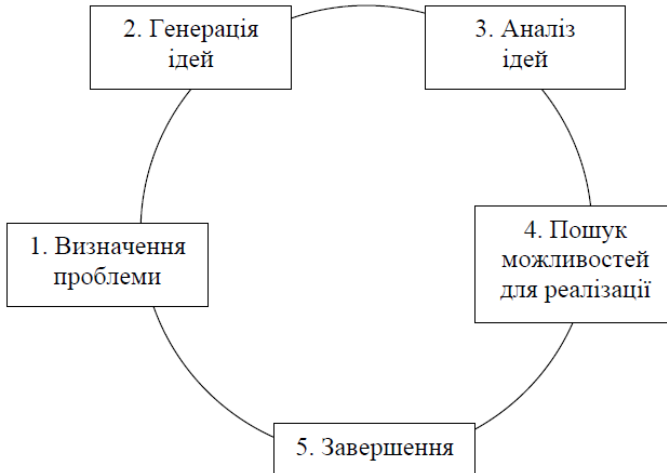 2. Генерація
ідей
3. Аналіз
ідей
1. Визначення
проблеми
4. Пошук
можливостей
для реалізації
5. Завершення